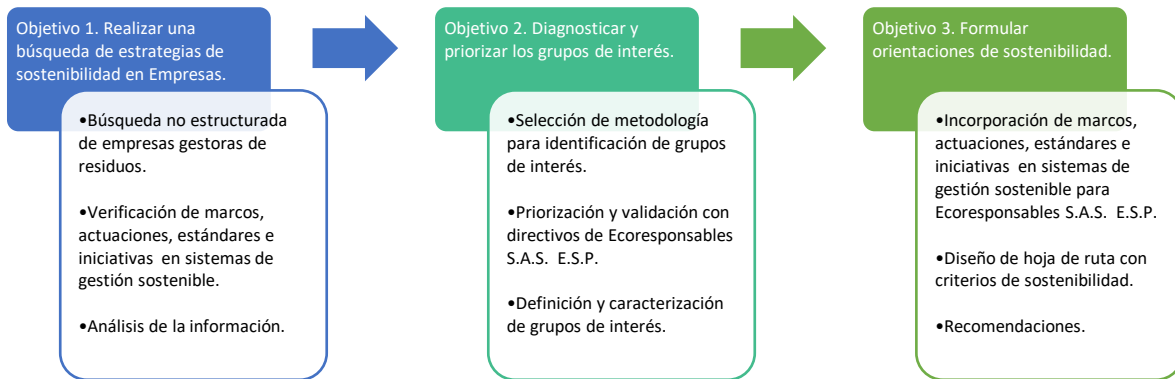 Objetivo 1. Realizar una
búsqueda de estrategias de
sostenibilidad en Empresas.
•Búsqueda no estructurada
de empresas gestoras de
residuos.
•Verificación de marcos,
actuaciones, estándares e
iniciativas  en sistemas de
gestión sostenible.
•Análisis de la información.
Objetivo 2. Diagnosticar y
priorizar los grupos de interés.
•Selección de metodología
para identificación de grupos
de interés.
•Priorización y validación con
directivos de Ecoresponsables
S.A.S.  E.S.P.
•Definición y caracterización
de grupos de interés.
Objetivo 3. Formular
orientaciones de sostenibilidad.
•Incorporación de marcos,
actuaciones, estándares e
iniciativas  en sistemas de
gestión sostenible para
Ecoresponsables S.A.S.  E.S.P.
•Diseño de hoja de ruta con
criterios de sostenibilidad.
•Recomendaciones.